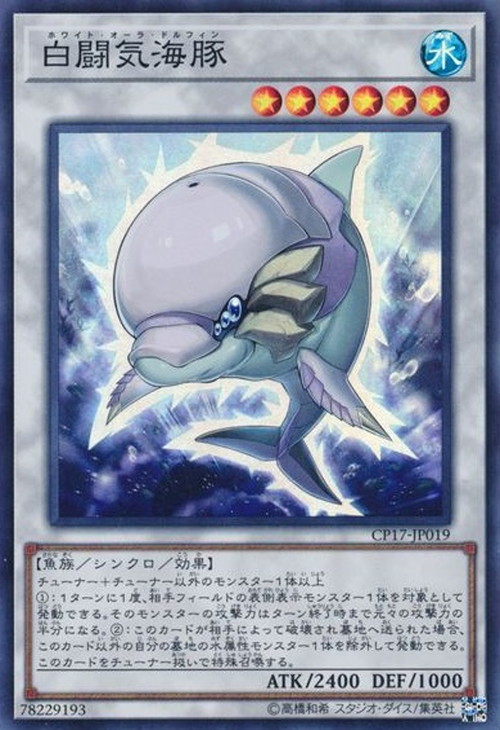 ホワイト・オーラ・ドルフィン
白闘気海豚
水
CP17-JP019
【魚族／シンクロ／効果】
チューナー＋チューナー以外のモンスター1体以上
①：1ターンに1度、相手フィールドの表側表示モンスター1体を対象として
発動できる。そのモンスターの攻撃力はターン終了時まで元々の攻撃力の
半分になる。②：このカードが相手によって破壊され墓地へ送られた場合、
このカード以外の自分の墓地の水属性モンスター1体を除外して発動できる。
このカードをチューナー扱いで特殊召喚する。
ATK/2400 DEF/1000
78229193
©高橋和希 スタジオ・ダイス/集英社